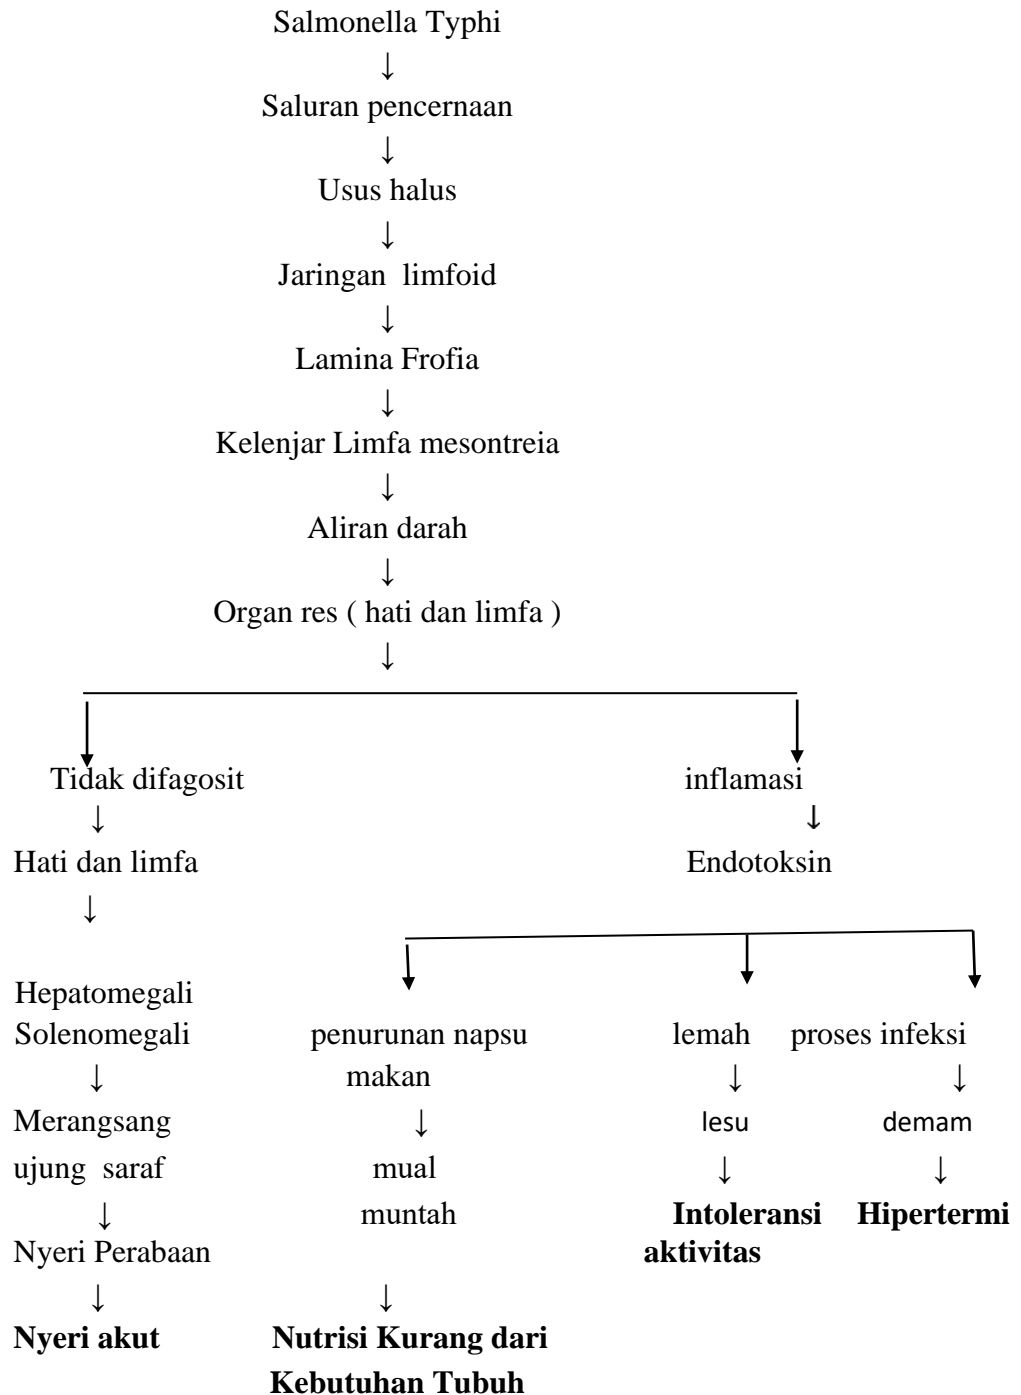 Salmonella Typhi
↓
Saluran pencernaan
↓
Usus halus
↓
Jaringan limfoid
↓
Lamina Frofia
↓
Kelenjar Limfa mesontreia
↓
Aliran darah
↓
Organ res ( hati dan limfa )
↓
Tidak difagosit inflamasi
↓ ↓
Hati dan limfa Endotoksin
↓
Hepatomegali
Solenomegali penurunan napsu lemah proses infeksi
↓ makan ↓ ↓
Merangsang ↓ lesu demam
ujung saraf mual ↓ ↓
↓ muntah Intoleransi Hipertermi
Nyeri Perabaan aktivitas
↓ ↓
Nyeri akut Nutrisi Kurang dari
Kebutuhan Tubuh